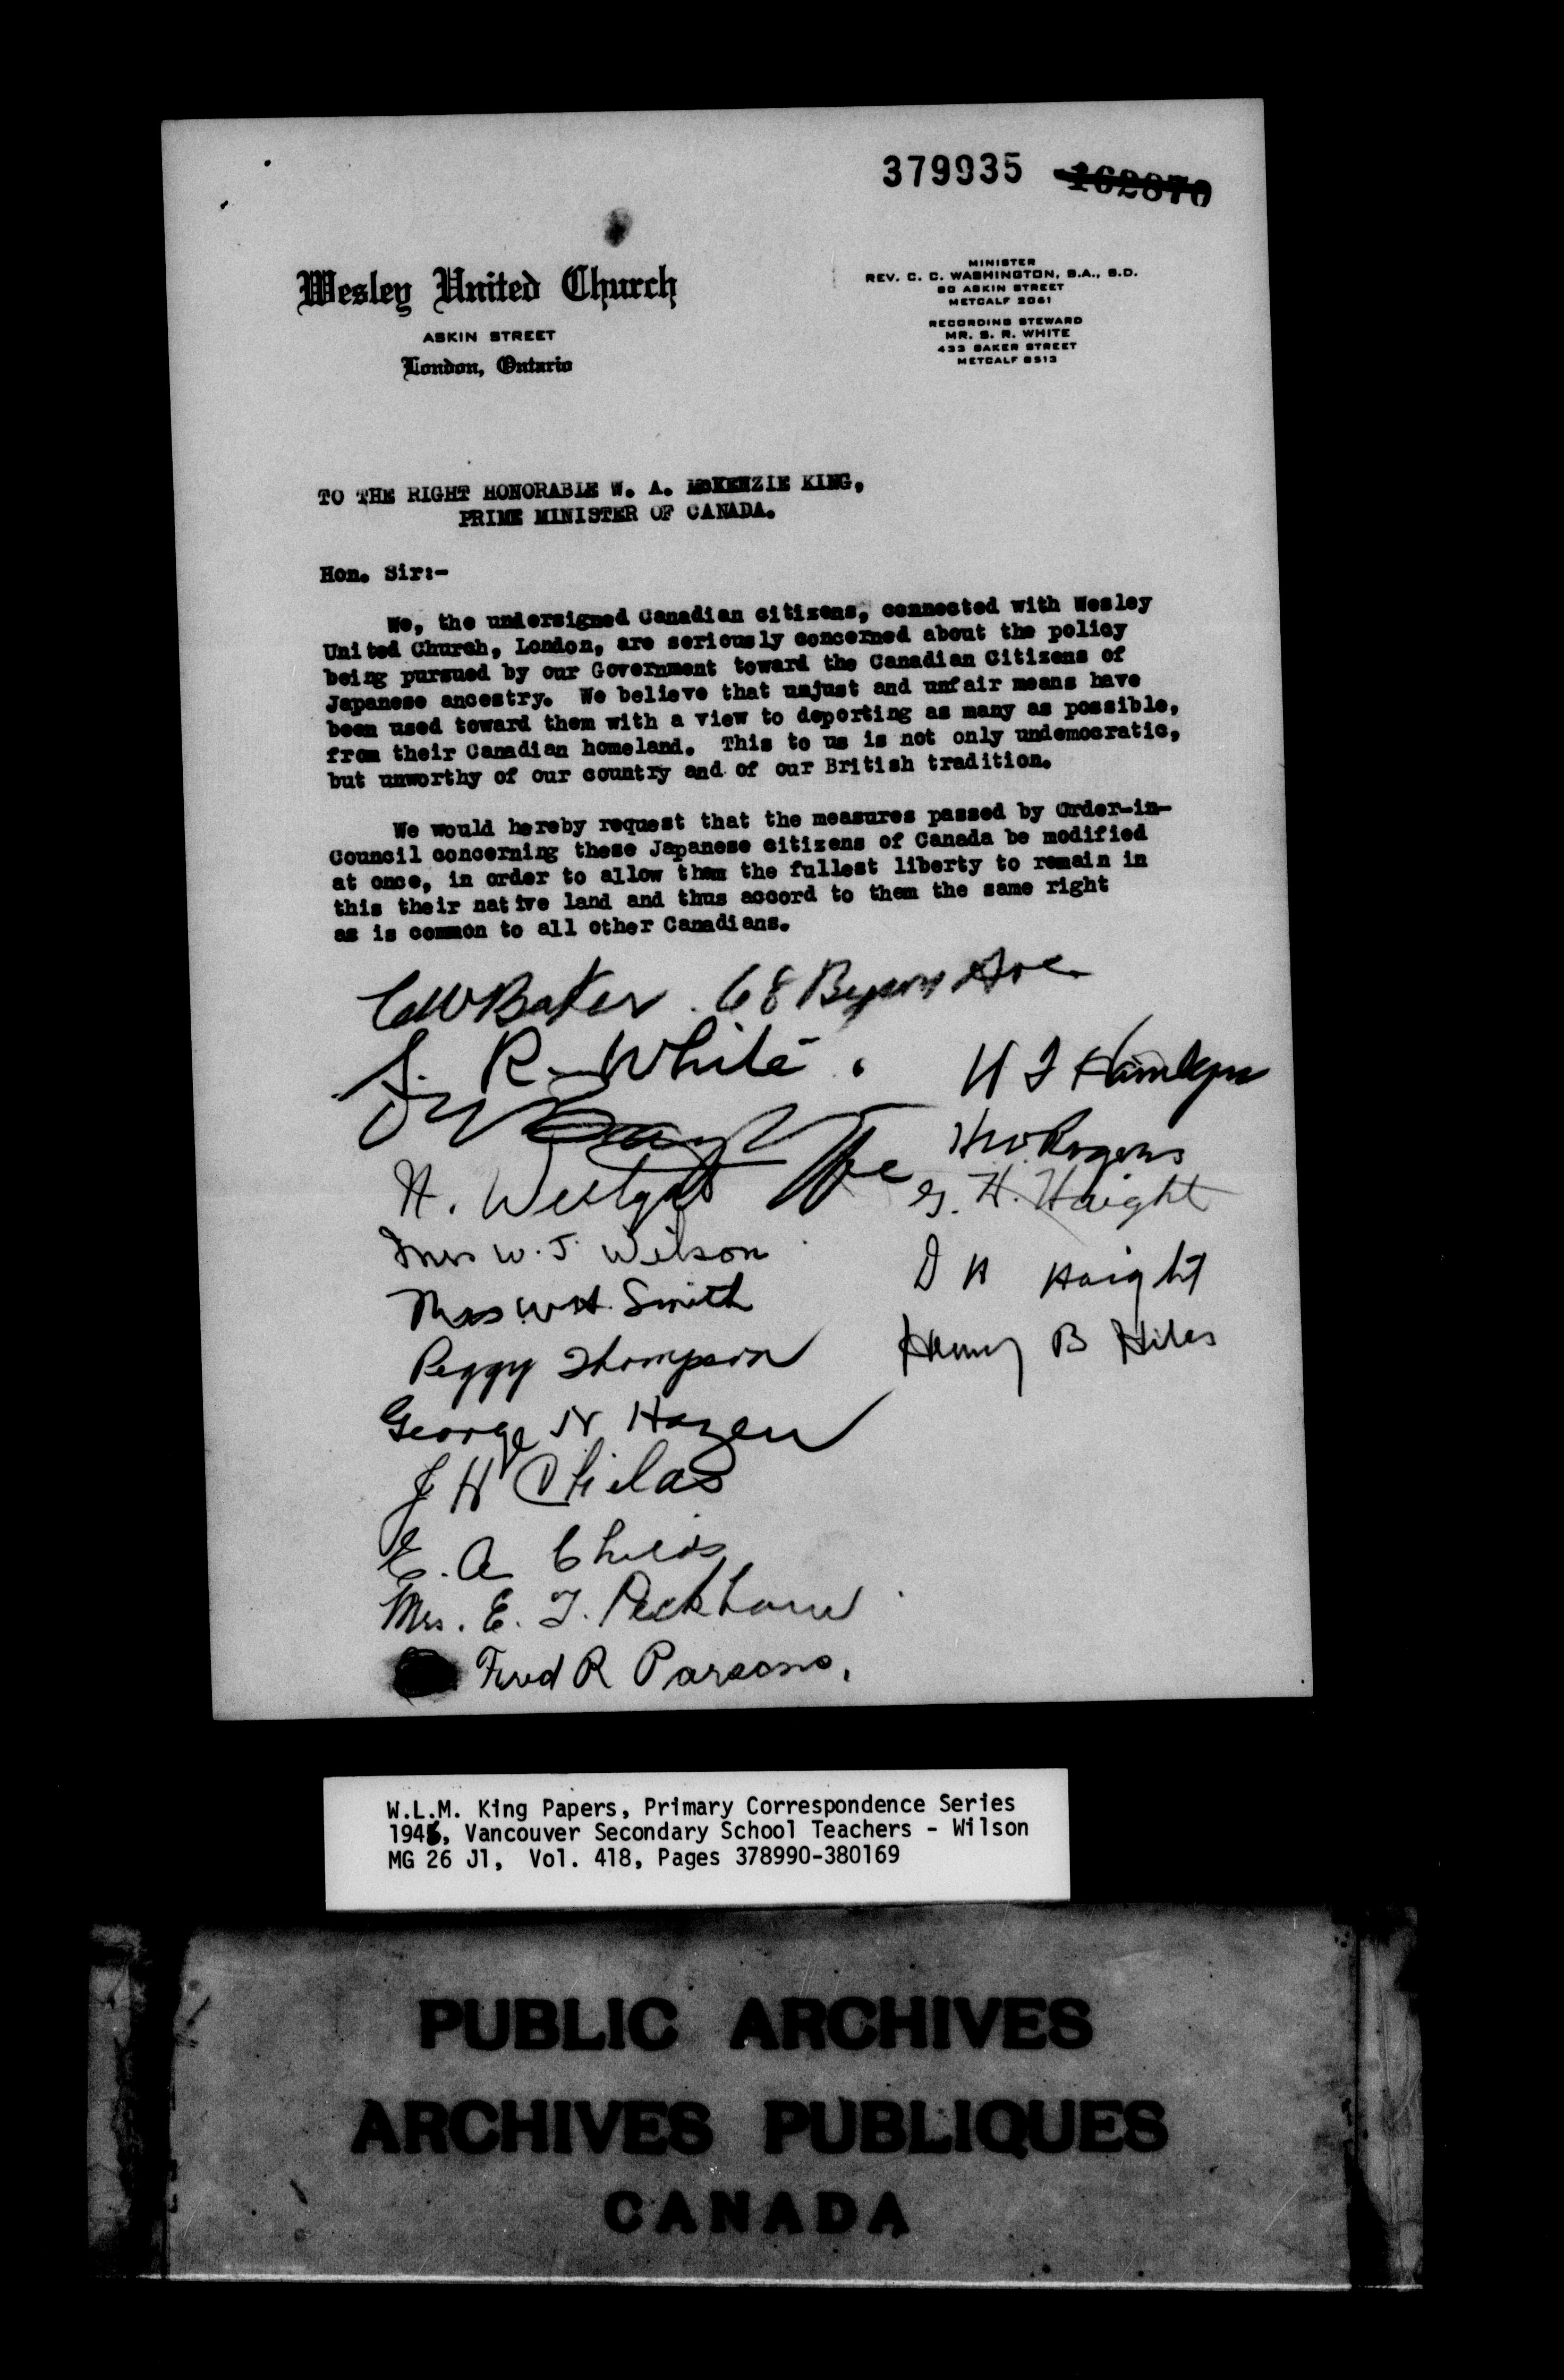 379935 162870
Wesley United Church
ASKIN STREET
London, Ontario
MINISTER
REV. C. C. WASHINGTON, B.A., B.D.
80 ASKIN STREET
METCALF 2061
RECORDING STEWARD
MR. S. R. WHITE
433 BAKER STREET
METCALF 8513
TO THE RIGHT HONORABLE W. A. McKENZIE KING,
PRIME MINISTER OF CANADA.
Hon. Sir:-
We, the undersigned Canadian citizens, connected with Wesley
United Church, London, are seriously concerned about the policy
being pursued by our Government toward the Canadian Citizens of
Japanese ancestry. We believe that unjust and unfair means have
been used toward them with a view to deporting as many as possible,
from their Canadian homeland. This to us is not only undemocratic,
but unworthy of our country and of our British tradition.
We would hereby request that the measures passed by Order-in-
Council concerning these Japanese citizens of Canada be modified
at once, in order to allow them the fullest liberty to remain in
this their native land and thus accord to them the same right
as is common to all other Canadians.
C W Baker. 68 Byron Ave
S. R. White.
H. Westgate
Mrs W. J. Wilson
Mrs W H. Smith
Peggy Thompson
George N Hazen
J H Childs
E. A Childs
Mrs. E. J. Peckham
Fred R Parsons.
H W Rogers
G. H. Haight
D H Haight
Henry B Hiles
W.L.M. King Papers, Primary Correspondence Series
1946, Vancouver Secondary School Teachers - Wilson
MG 26 J1, Vol. 418, Pages 378990-380169
PUBLIC ARCHIVES
ARCHIVES PUBLIQUES
CANADA